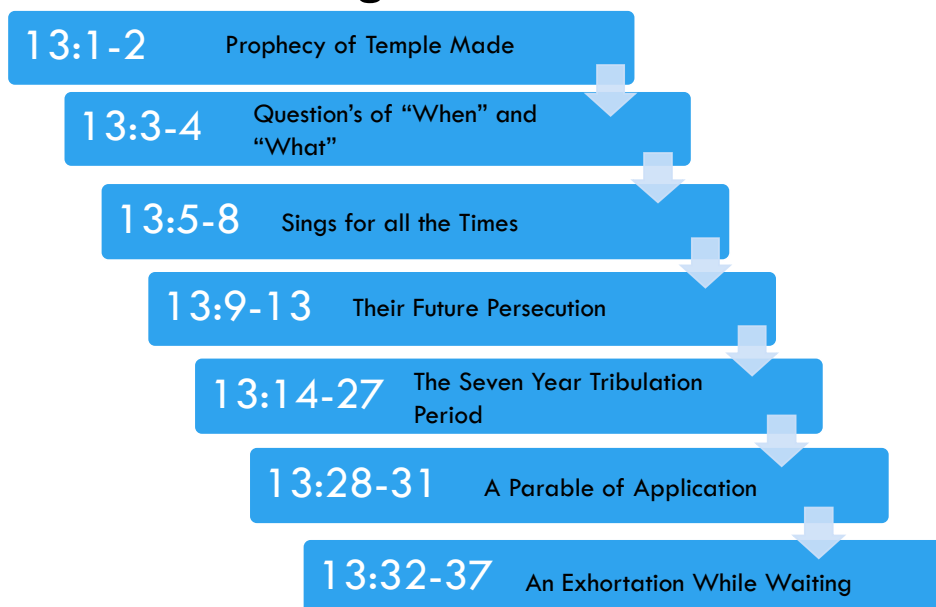 13:1-2 Prophecy of Temple Made
13:3-4 Question's of “When” and
“What”
13:5-8 Sings for all the Times
13:9-13 Their Future Persecution
13:14-27 The Seven Year Tribulation
Period
13:28-31 A Parable of Application
13:32-37 An Exhortation While Waiting